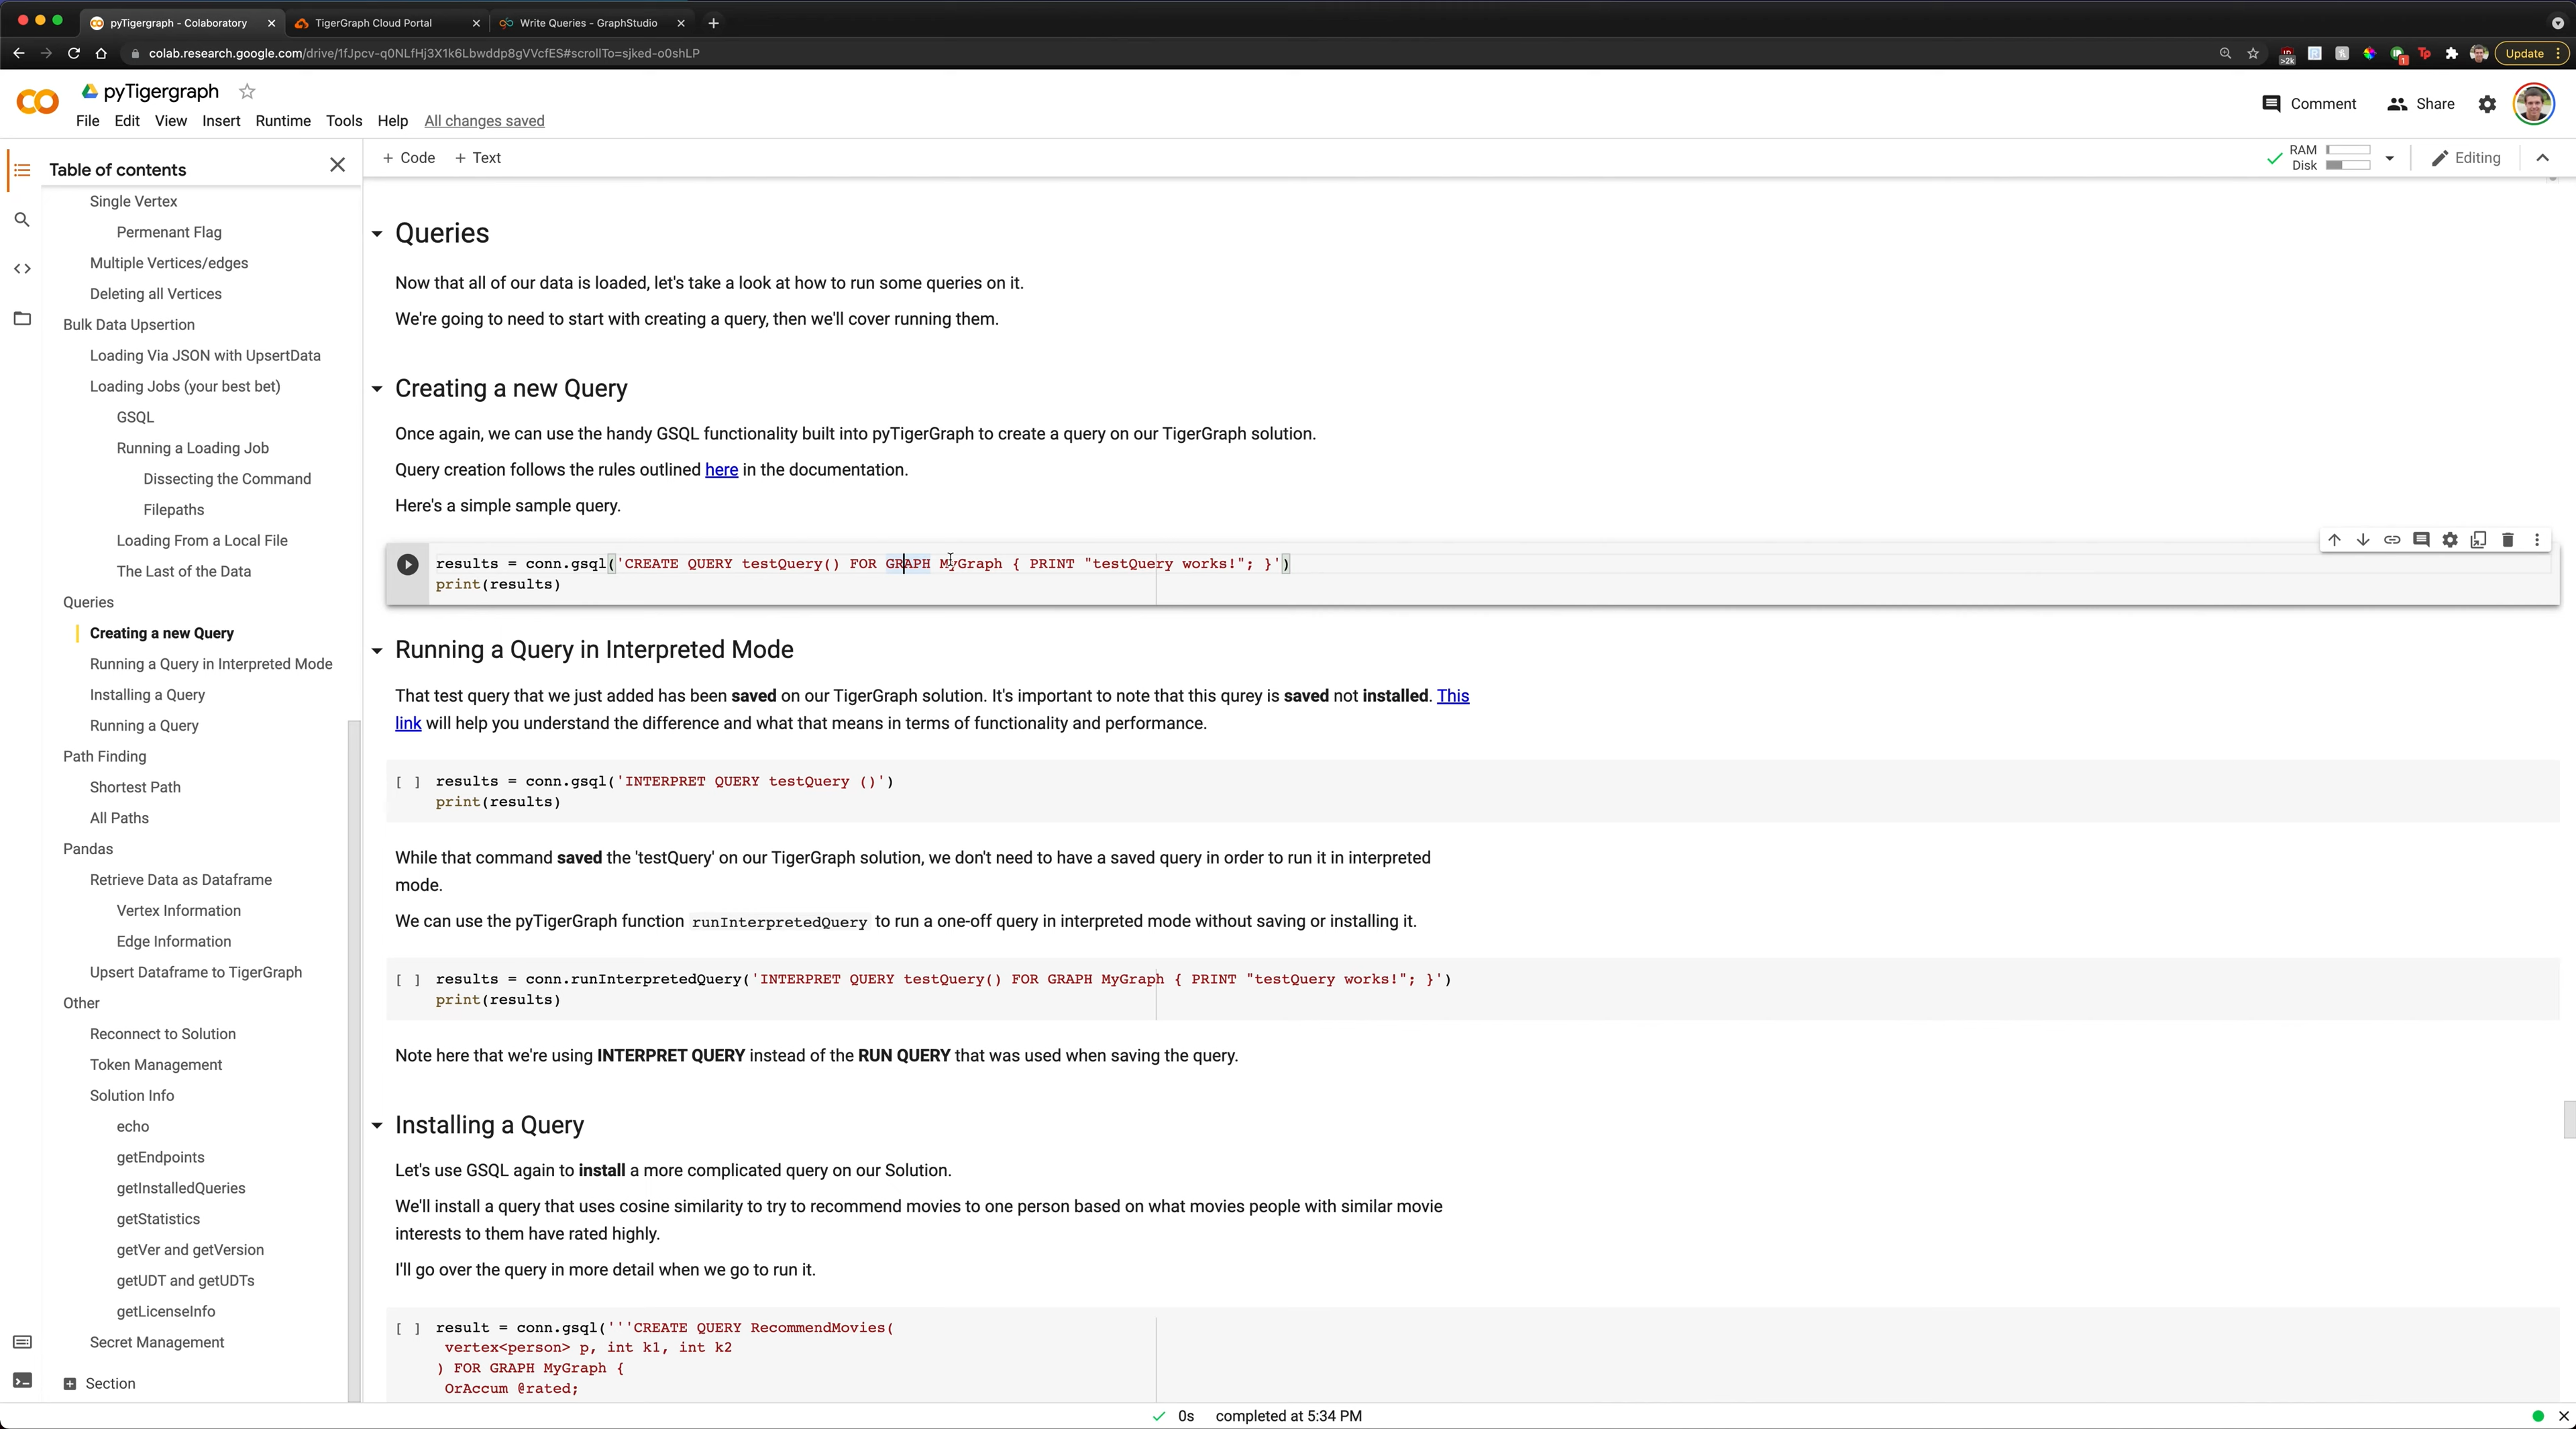 pyTigergraph - Colaboratory
TigerGraph Cloud Portal
Write Queries - GraphStudio
colab.research.google.com/drive/1fJpcv-q0NLfHj3X1k6Lbwddp8gVVcfES#scrollTo=sjked-o0shLP
>2k
1
Tp
Update
pyTigergraph
File Edit View Insert Runtime Tools Help All changes saved
Comment Share
+ Code + Text
RAM
Disk
Editing
Table of contents
Single Vertex
Permenant Flag
Multiple Vertices/edges
Deleting all Vertices
Bulk Data Upsertion
Loading Via JSON with UpsertData
Loading Jobs (your best bet)
GSQL
Running a Loading Job
Dissecting the Command
Filepaths
Loading From a Local File
The Last of the Data
Queries
Creating a new Query
Running a Query in Interpreted Mode
Installing a Query
Running a Query
Path Finding
Shortest Path
All Paths
Pandas
Retrieve Data as Dataframe
Vertex Information
Edge Information
Upsert Dataframe to TigerGraph
Other
Reconnect to Solution
Token Management
Solution Info
echo
getEndpoints
getInstalledQueries
getStatistics
getVer and getVersion
getUDT and getUDTs
getLicenseInfo
Secret Management
Section
Queries
Now that all of our data is loaded, let's take a look at how to run some queries on it.
We're going to need to start with creating a query, then we'll cover running them.
Creating a new Query
Once again, we can use the handy GSQL functionality built into pyTigerGraph to create a query on our TigerGraph solution.
Query creation follows the rules outlined here in the documentation.
Here's a simple sample query.
results = conn.gsql('CREATE QUERY testQuery() FOR GRAPH MyGraph { PRINT "testQuery works!"; }')
print(results)
Running a Query in Interpreted Mode
That test query that we just added has been saved on our TigerGraph solution. It's important to note that this qurey is saved not installed. This
link will help you understand the difference and what that means in terms of functionality and performance.
[ ] results = conn.gsql('INTERPRET QUERY testQuery ()')
print(results)
While that command saved the 'testQuery' on our TigerGraph solution, we don't need to have a saved query in order to run it in interpreted
mode.
We can use the pyTigerGraph function runInterpretedQuery to run a one-off query in interpreted mode without saving or installing it.
[ ] results = conn.runInterpretedQuery('INTERPRET QUERY testQuery() FOR GRAPH MyGraph { PRINT "testQuery works!"; }')
print(results)
Note here that we're using INTERPRET QUERY instead of the RUN QUERY that was used when saving the query.
Installing a Query
Let's use GSQL again to install a more complicated query on our Solution.
We'll install a query that uses cosine similarity to try to recommend movies to one person based on what movies people with similar movie
interests to them have rated highly.
I'll go over the query in more detail when we go to run it.
[ ] result = conn.gsql('''CREATE QUERY RecommendMovies(
vertex<person> p, int k1, int k2
) FOR GRAPH MyGraph {
OrAccum @rated;
0s completed at 5:34 PM